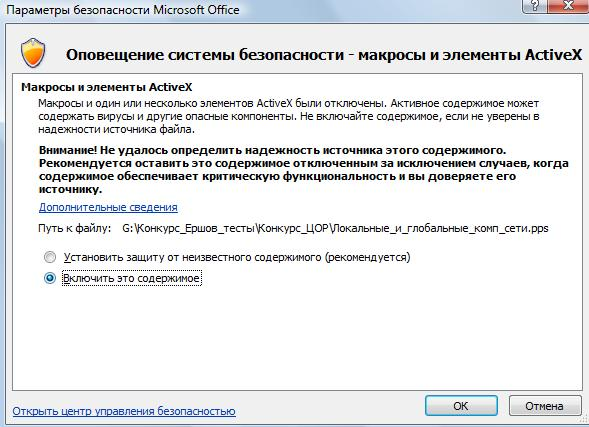 Параметры безопасности Microsoft Office
Оповещение системы безопасности - макросы и элементы ActiveX
Макросы и элементы ActiveX
Макросы и один или несколько элементов ActiveX были отключены. Активное содержимое может
содержать вирусы и другие опасные компоненты. Не включайте содержимое, если не уверены в
надежности источника файла.
Внимание! Не удалось определить надежность источника этого содержимого.
Рекомендуется оставить это содержимое отключенным за исключением случаев, когда
содержимое обеспечивает критическую функциональность и вы доверяете его
источнику.
Дополнительные сведения
Путь к файлу: G:\Конкурс_Ершов_тесты\Конкурс_ЦОР\Локальные_и_глобальные_комп_сети.pps
Установить защиту от неизвестного содержимого (рекомендуется)
Включить это содержимое
Открыть центр управления безопасностью
ОК
Отмена